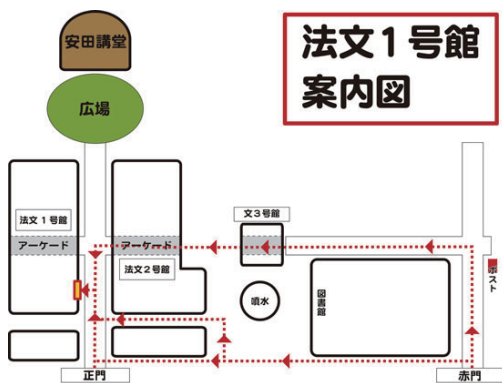 法文1号館
案内図
安田講堂
広場
法文1号館
アーケード
アーケード
法文2号館
文3号館
噴水
図書館
ポスト
正門
赤門